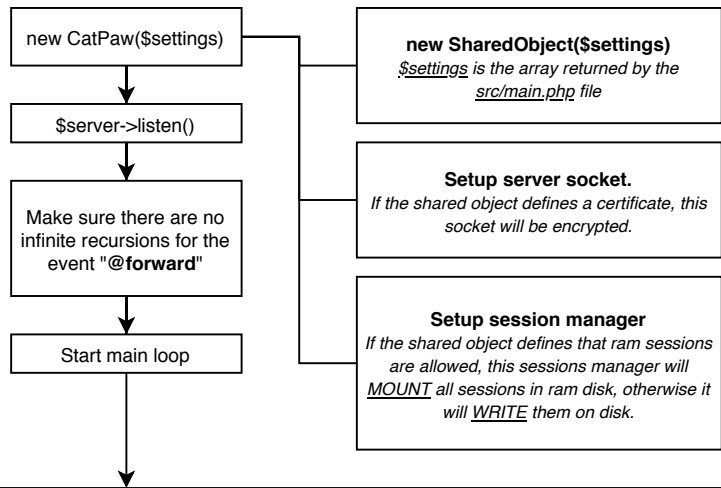 new CatPaw($settings)
$server->listen()
Make sure there are no
infinite recursions for the
event "@forward"
Start main loop
new SharedObject($settings)
$settings is the array returned by the
src/main.php file
Setup server socket.
If the shared object defines a certificate, this
socket will be encrypted.
Setup session manager
If the shared object defines that ram sessions
are allowed, this sessions manager will
MOUNT all sessions in ram disk, otherwise it
will WRITE them on disk.